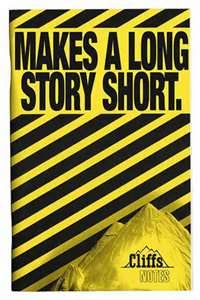 MAKES A LONG
STORY SHORT.
Cliffs
NOTES